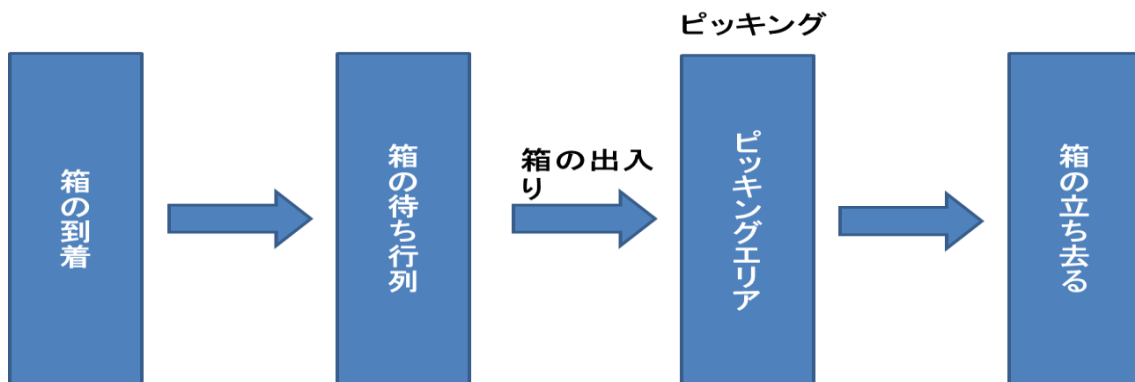 ピッキング
箱の到着
箱の待ち行列
箱の出入
り
ピッキングエリア
箱の立ち去る